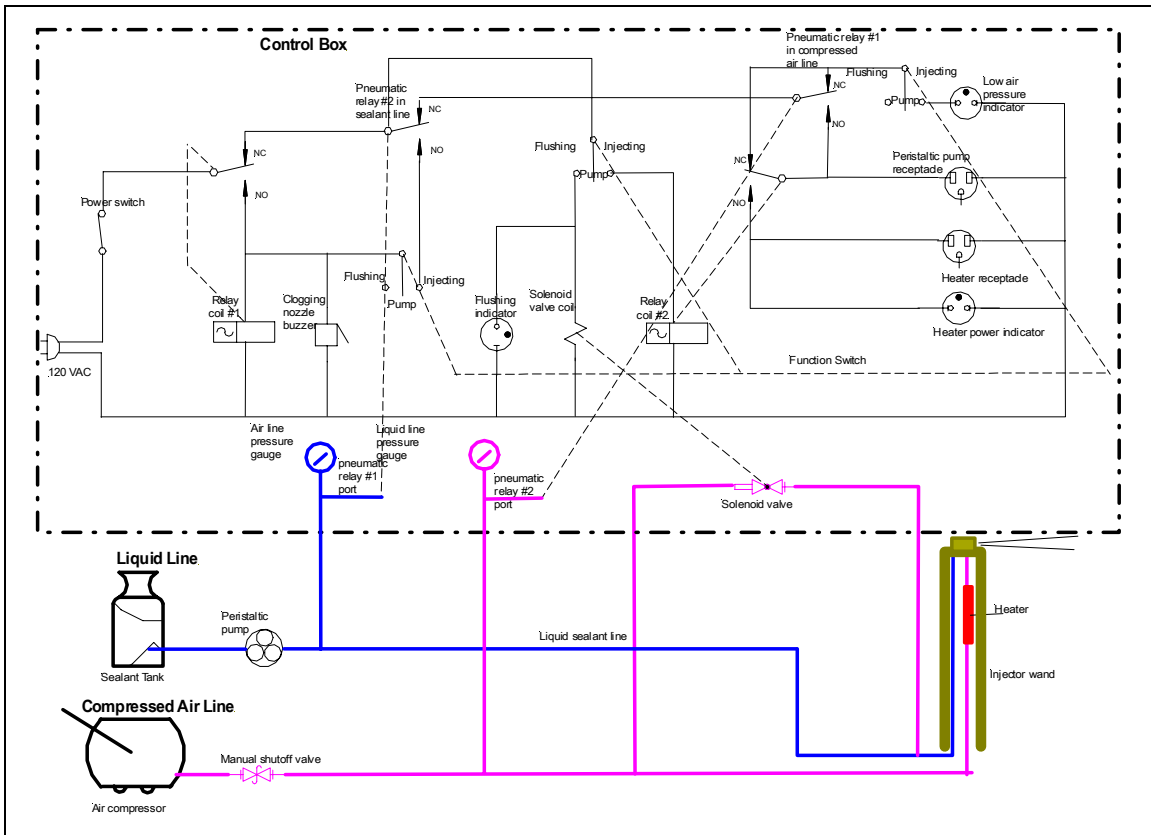 Control Box
Pneumatic relay #1
in compressed
air line
Flushing
Injecting
Low air
pressure
indicator
NC
Pump
NO
Pneumatic
relay #2 in
sealant line
NC
NO
NC
NO
Flushing
Injecting
Pump
NC
NO
Peristaltic pump
receptacle
Power switch
Relay
coil #1
Clogging
nozzle
buzzer
Flushing
Injecting
Pump
Flushing
indicator
Solenoid
valve coil
Relay
coil #2
Heater receptacle
Heater power indicator
Function Switch
120 VAC
Air line
pressure
gauge
pneumatic
relay #1
port
Liquid line
pressure
gauge
pneumatic
relay #2
port
Solenoid valve
Liquid Line
Peristaltic
pump
Liquid sealant line
Sealant Tank
Heater
Injector wand
Compressed Air Line
Manual shutoff valve
Air compressor